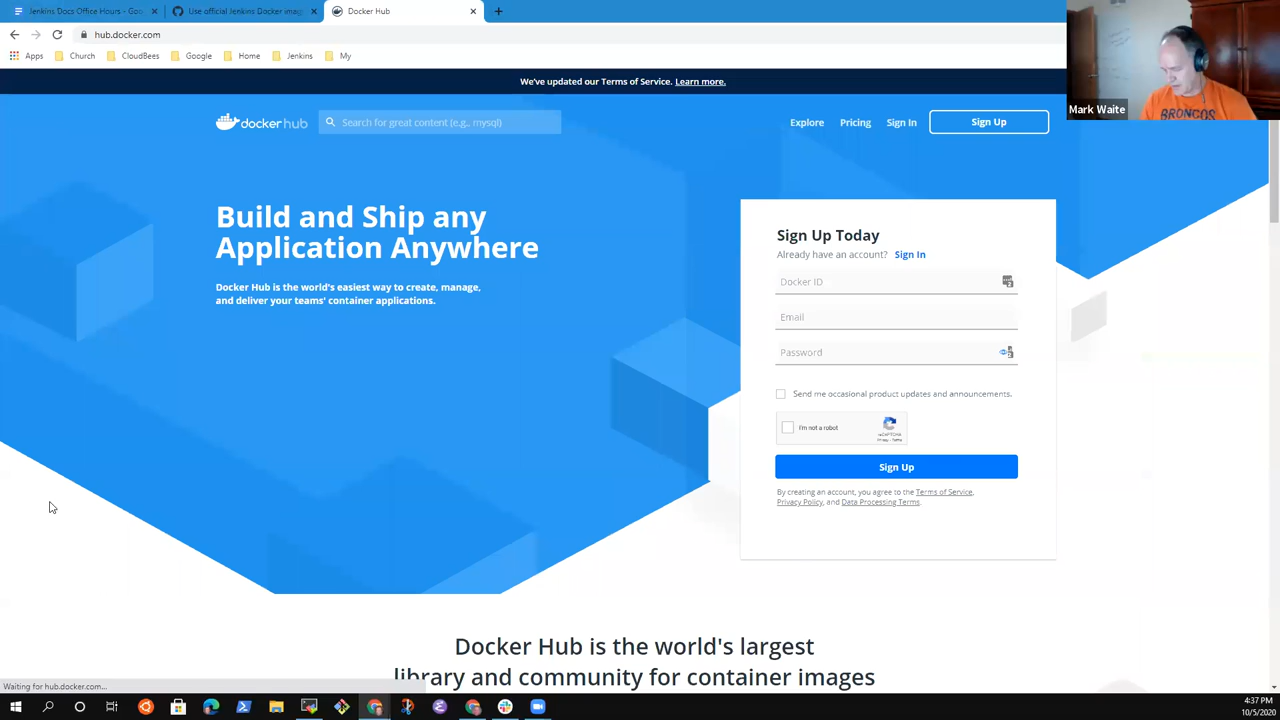 Jenkins Docs Office Hours - Goo
Use official Jenkins Docker imag
Docker Hub
hub.docker.com
Apps
Church
CloudBees
Google
Home
Jenkins
My
We've updated our Terms of Service. Learn more.
docker hub
Search for great content (e.g., mysql)
Explore
Pricing
Sign In
Sign Up
Mark Waite
BRONCOS
Build and Ship any
Application Anywhere
Docker Hub is the world's easiest way to create, manage,
and deliver your teams' container applications.
Sign Up Today
Already have an account? Sign In
Docker ID
Email
Password
Send me occasional product updates and announcements.
I'm not a robot
reCAPTCHA
Privacy - Terms
Sign Up
By creating an account, you agree to the Terms of Service,
Privacy Policy, and Data Processing Terms.
Docker Hub is the world's largest
library and community for container images
Waiting for hub.docker.com...
4:37 PM
10/5/2020